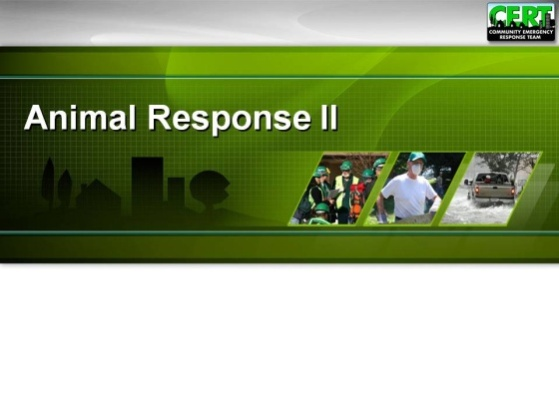 CERT
COMMUNITY EMERGENCY
RESPONSE TEAM
Animal Response II